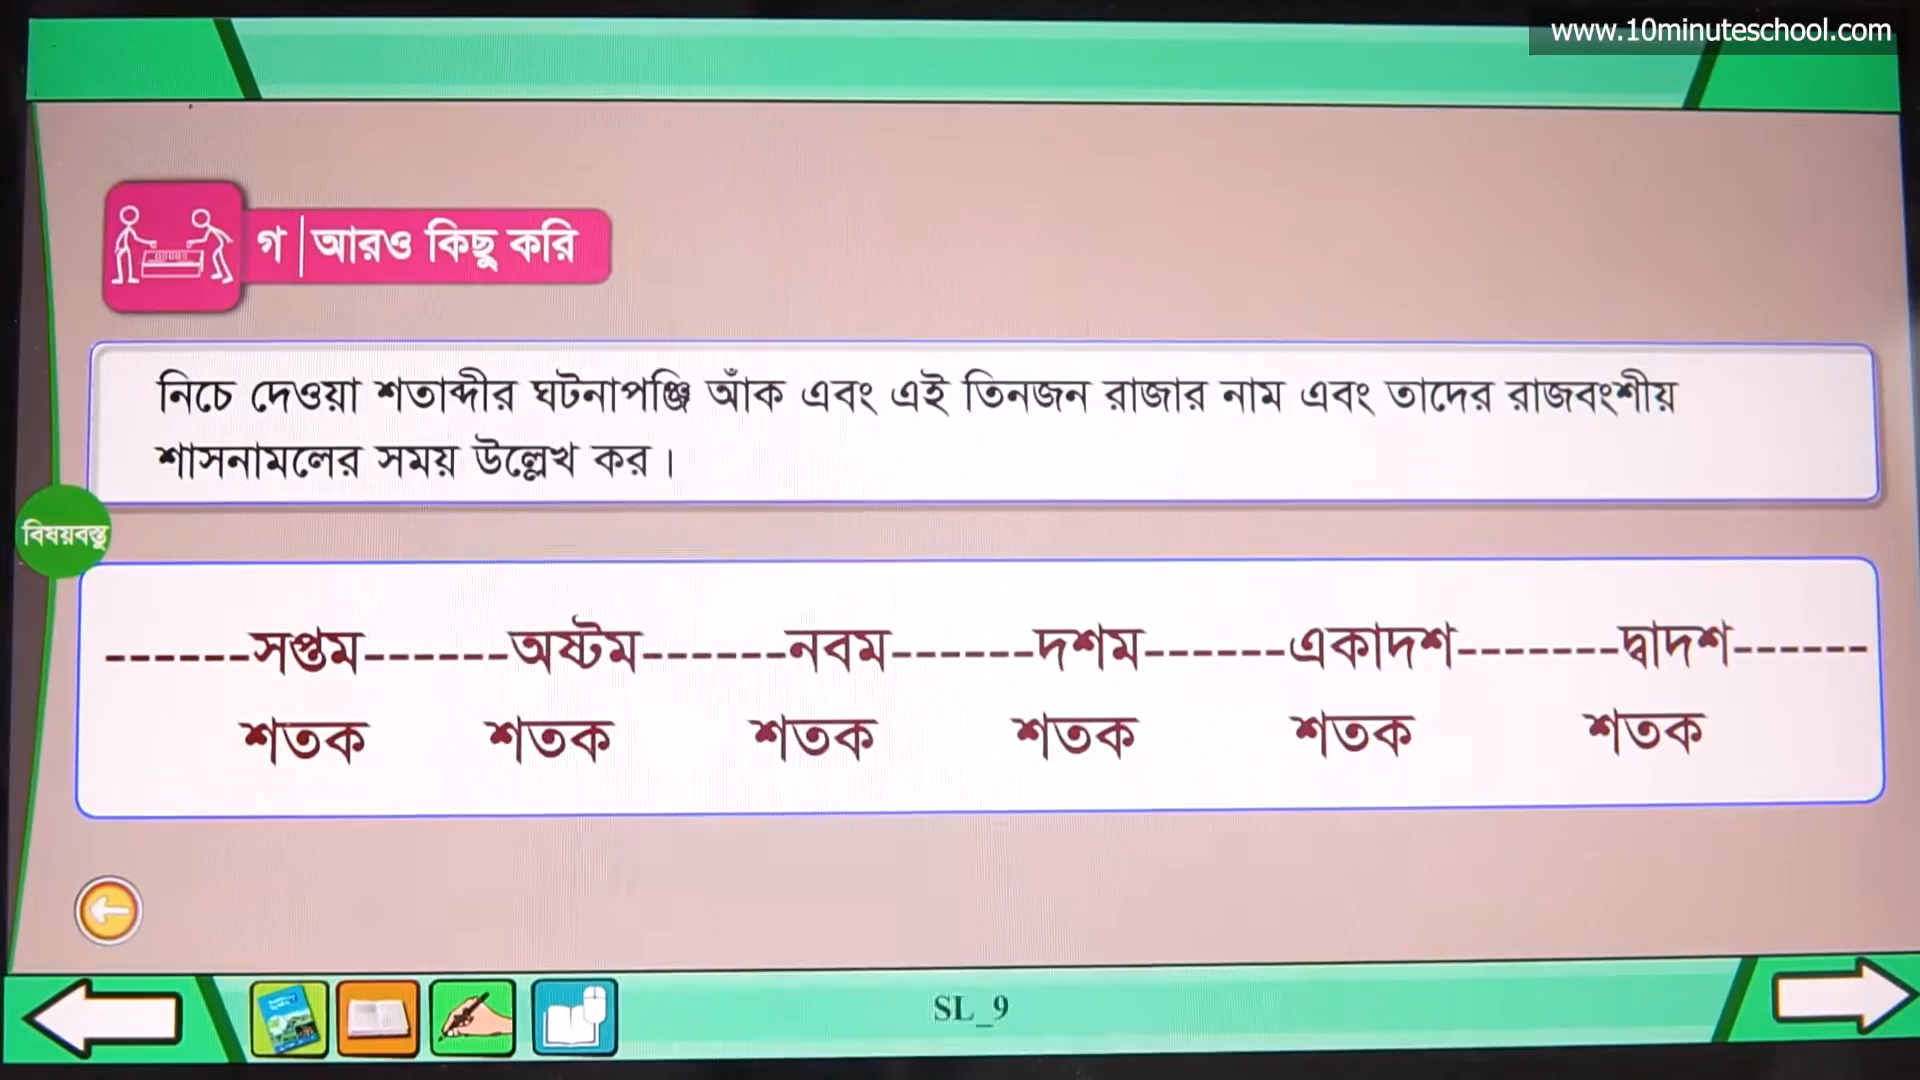 www.10minuteschool.com
গ | আরও কিছু করি
নিচে দেওয়া শতাব্দীর ঘটনাপঞ্জি আঁক এবং এই তিনজন রাজার নাম এবং তাদের রাজবংশীয়
শাসনামলের সময় উল্লেখ কর।
বিষয়বস্তু
------সপ্তম------অষ্টম------নবম------দশম------একাদশ-------দ্বাদশ------
শতক শতক শতক শতক শতক শতক
SL_9